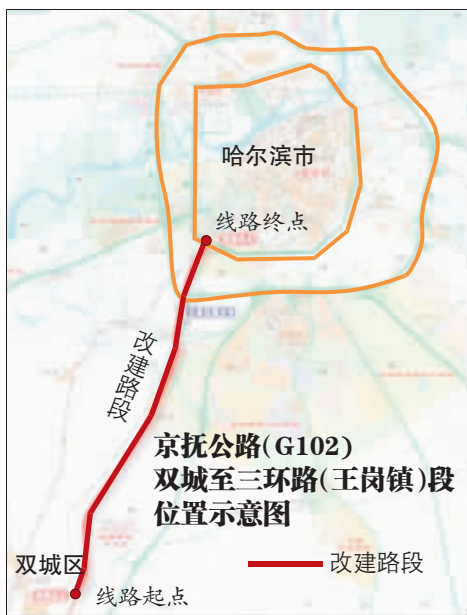 哈尔滨市
线路终点
改建路段
京抚公路(G102)
双城至三环路(王岗镇)段
位置示意图
双城区
改建路段
线路起点